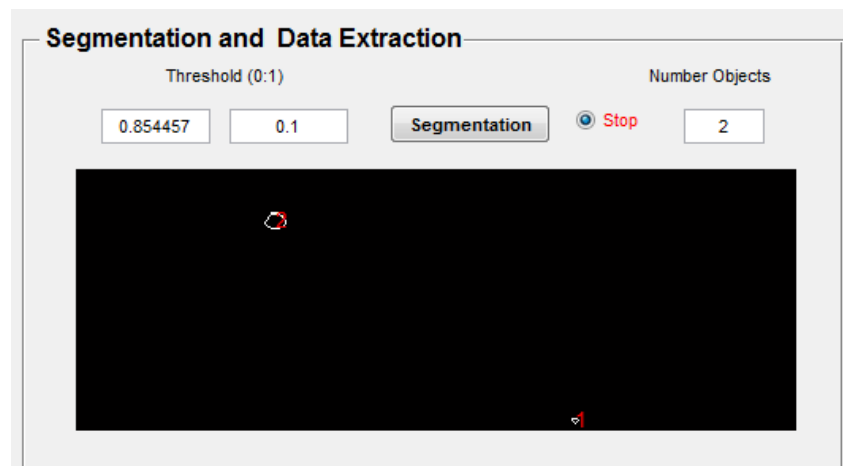 Segmentation and Data Extraction
Threshold (0:1) Number Objects
0.854457 0.1 Segmentation Stop 2
2
1